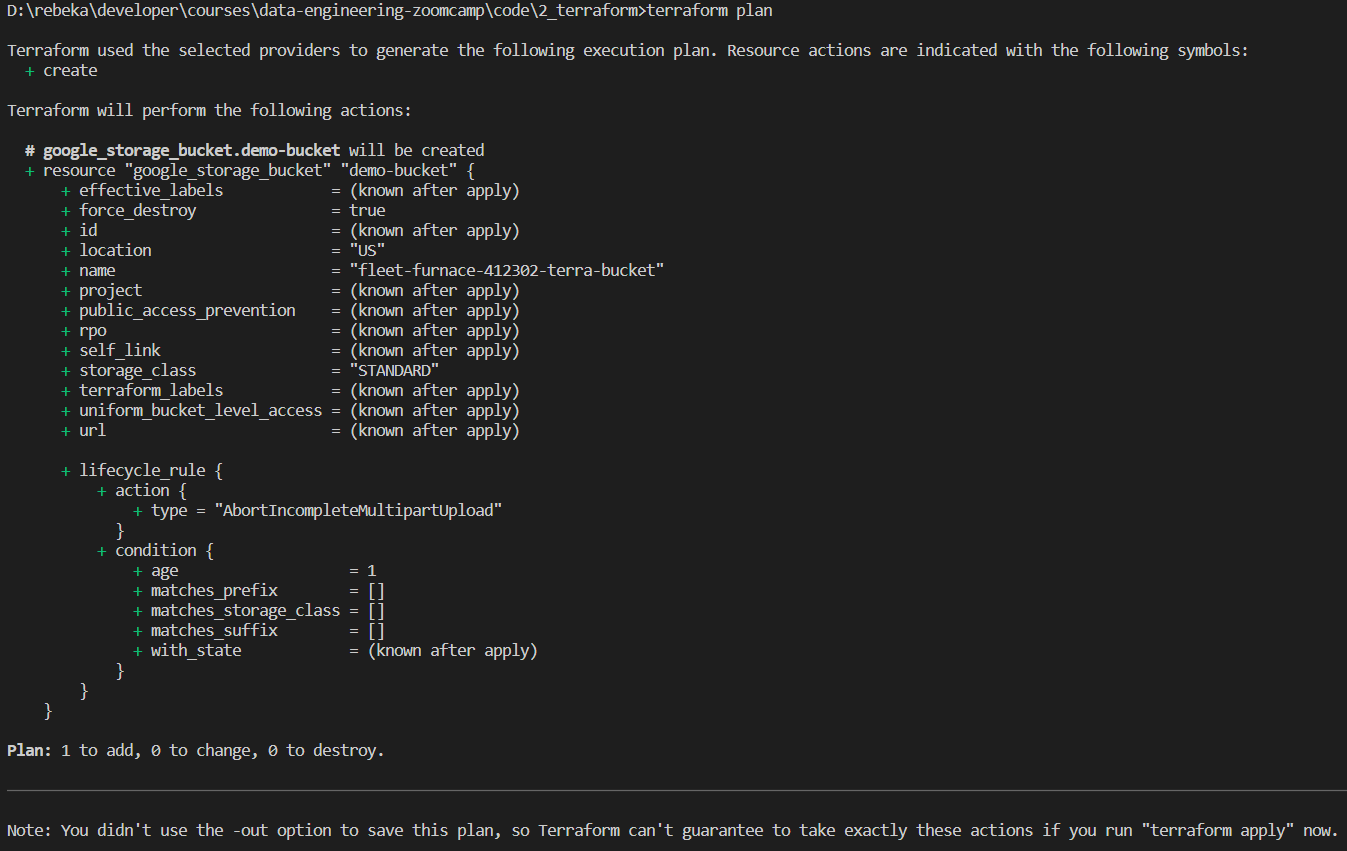 D:\rebeka\developer\courses\data-engineering-zoomcamp\code\2_terraform>terraform plan
Terraform used the selected providers to generate the following execution plan. Resource actions are indicated with the following symbols:
+ create
Terraform will perform the following actions:
# google_storage_bucket.demo-bucket will be created
+ resource "google_storage_bucket" "demo-bucket" {
+ effective_labels = (known after apply)
+ force_destroy = true
+ id = (known after apply)
+ location = "US"
+ name = "fleet-furnace-412302-terra-bucket"
+ project = (known after apply)
+ public_access_prevention = (known after apply)
+ rpo = (known after apply)
+ self_link = (known after apply)
+ storage_class = "STANDARD"
+ terraform_labels = (known after apply)
+ uniform_bucket_level_access = (known after apply)
+ url = (known after apply)
+ lifecycle_rule {
+ action {
+ type = "AbortIncompleteMultipartUpload"
}
+ condition {
+ age = 1
+ matches_prefix = []
+ matches_storage_class = []
+ matches_suffix = []
+ with_state = (known after apply)
}
}
}
Plan: 1 to add, 0 to change, 0 to destroy.
Note: You didn't use the -out option to save this plan, so Terraform can't guarantee to take exactly these actions if you run "terraform apply" now.